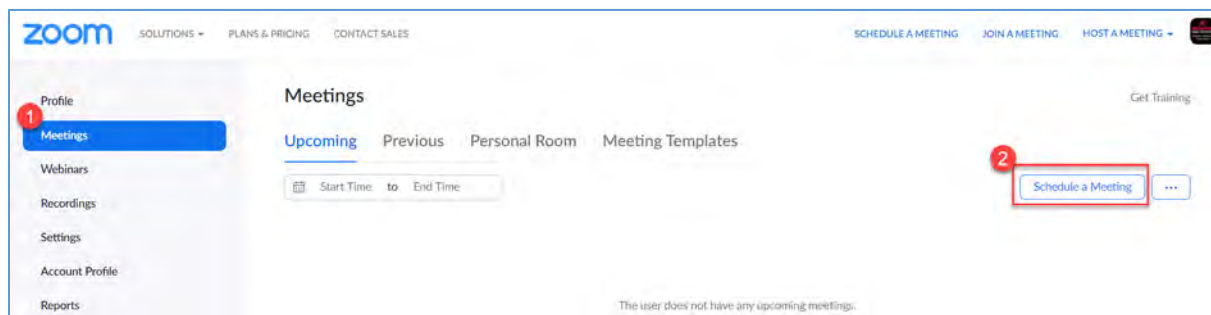 zoom SOLUTIONS PLANS & PRICING CONTACT SALES SCHEDULE A MEETING JOIN A MEETING HOST A MEETING
Profile
1
Meetings
Webinars
Recordings
Settings
Account Profile
Reports
Meetings
Get Training
Upcoming Previous Personal Room Meeting Templates
2
Start Time to End Time
Schedule a Meeting ...
The user does not have any upcoming meetings.